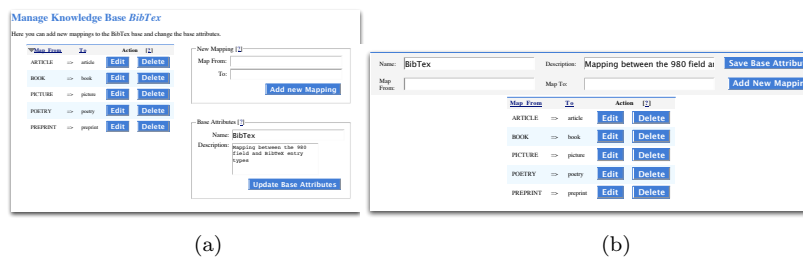 Manage Knowledge Base BibTex
Here you can add new mappings to the BibTex base and change the base attributes.
Map From To Action [?]
ARTICLE => article Edit Delete
BOOK => book Edit Delete
PICTURE => picture Edit Delete
POETRY => poetry Edit Delete
PREPRINT => preprint Edit Delete
New Mapping [?]
Map From:
To:
Add new Mapping
Base Attributes [?]
Name: BibTex
Description: Mapping between the 980
field and BibTex entry
types
Update Base Attributes
(a)
Name: BibTex Description: Mapping between the 980 field ar Save Base Attribu
Map From: Map To: Add New Mappin
Map From To Action [?]
ARTICLE => article Edit Delete
BOOK => book Edit Delete
PICTURE => picture Edit Delete
POETRY => poetry Edit Delete
PREPRINT => preprint Edit Delete
(b)